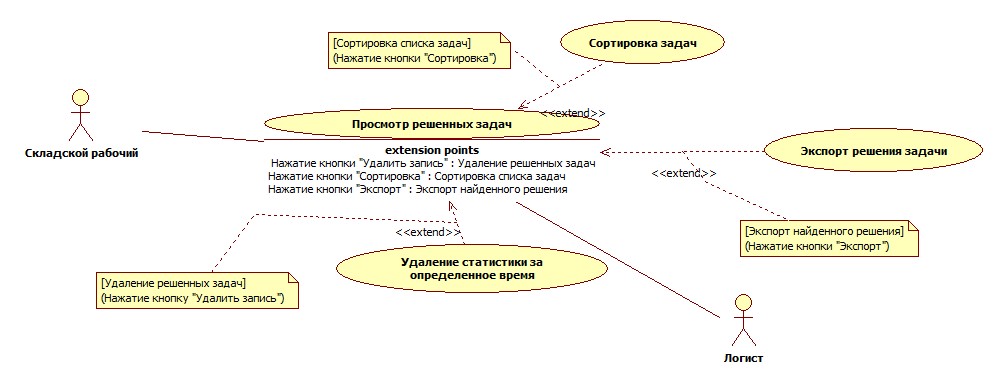 [Сортировка списка задач]
(Нажатие кнопки "Сортировка")
Сортировка задач
<<extend>>
Просмотр решенных задач
Складской рабочий
extension points
Нажатие кнопки "Удалить запись" : Удаление решенных задач
Нажатие кнопки "Сортировка" : Сортировка списка задач
Нажатие кнопки "Экспорт" : Экспорт найденного решения
Экспорт решения задачи
<<extend>>
[Экспорт найденного решения]
(Нажатие кнопки "Экспорт")
<<extend>>
Удаление статистики за
определенное время
[Удаление решенных задач]
(Нажатие кнопку "Удалить запись")
Логист